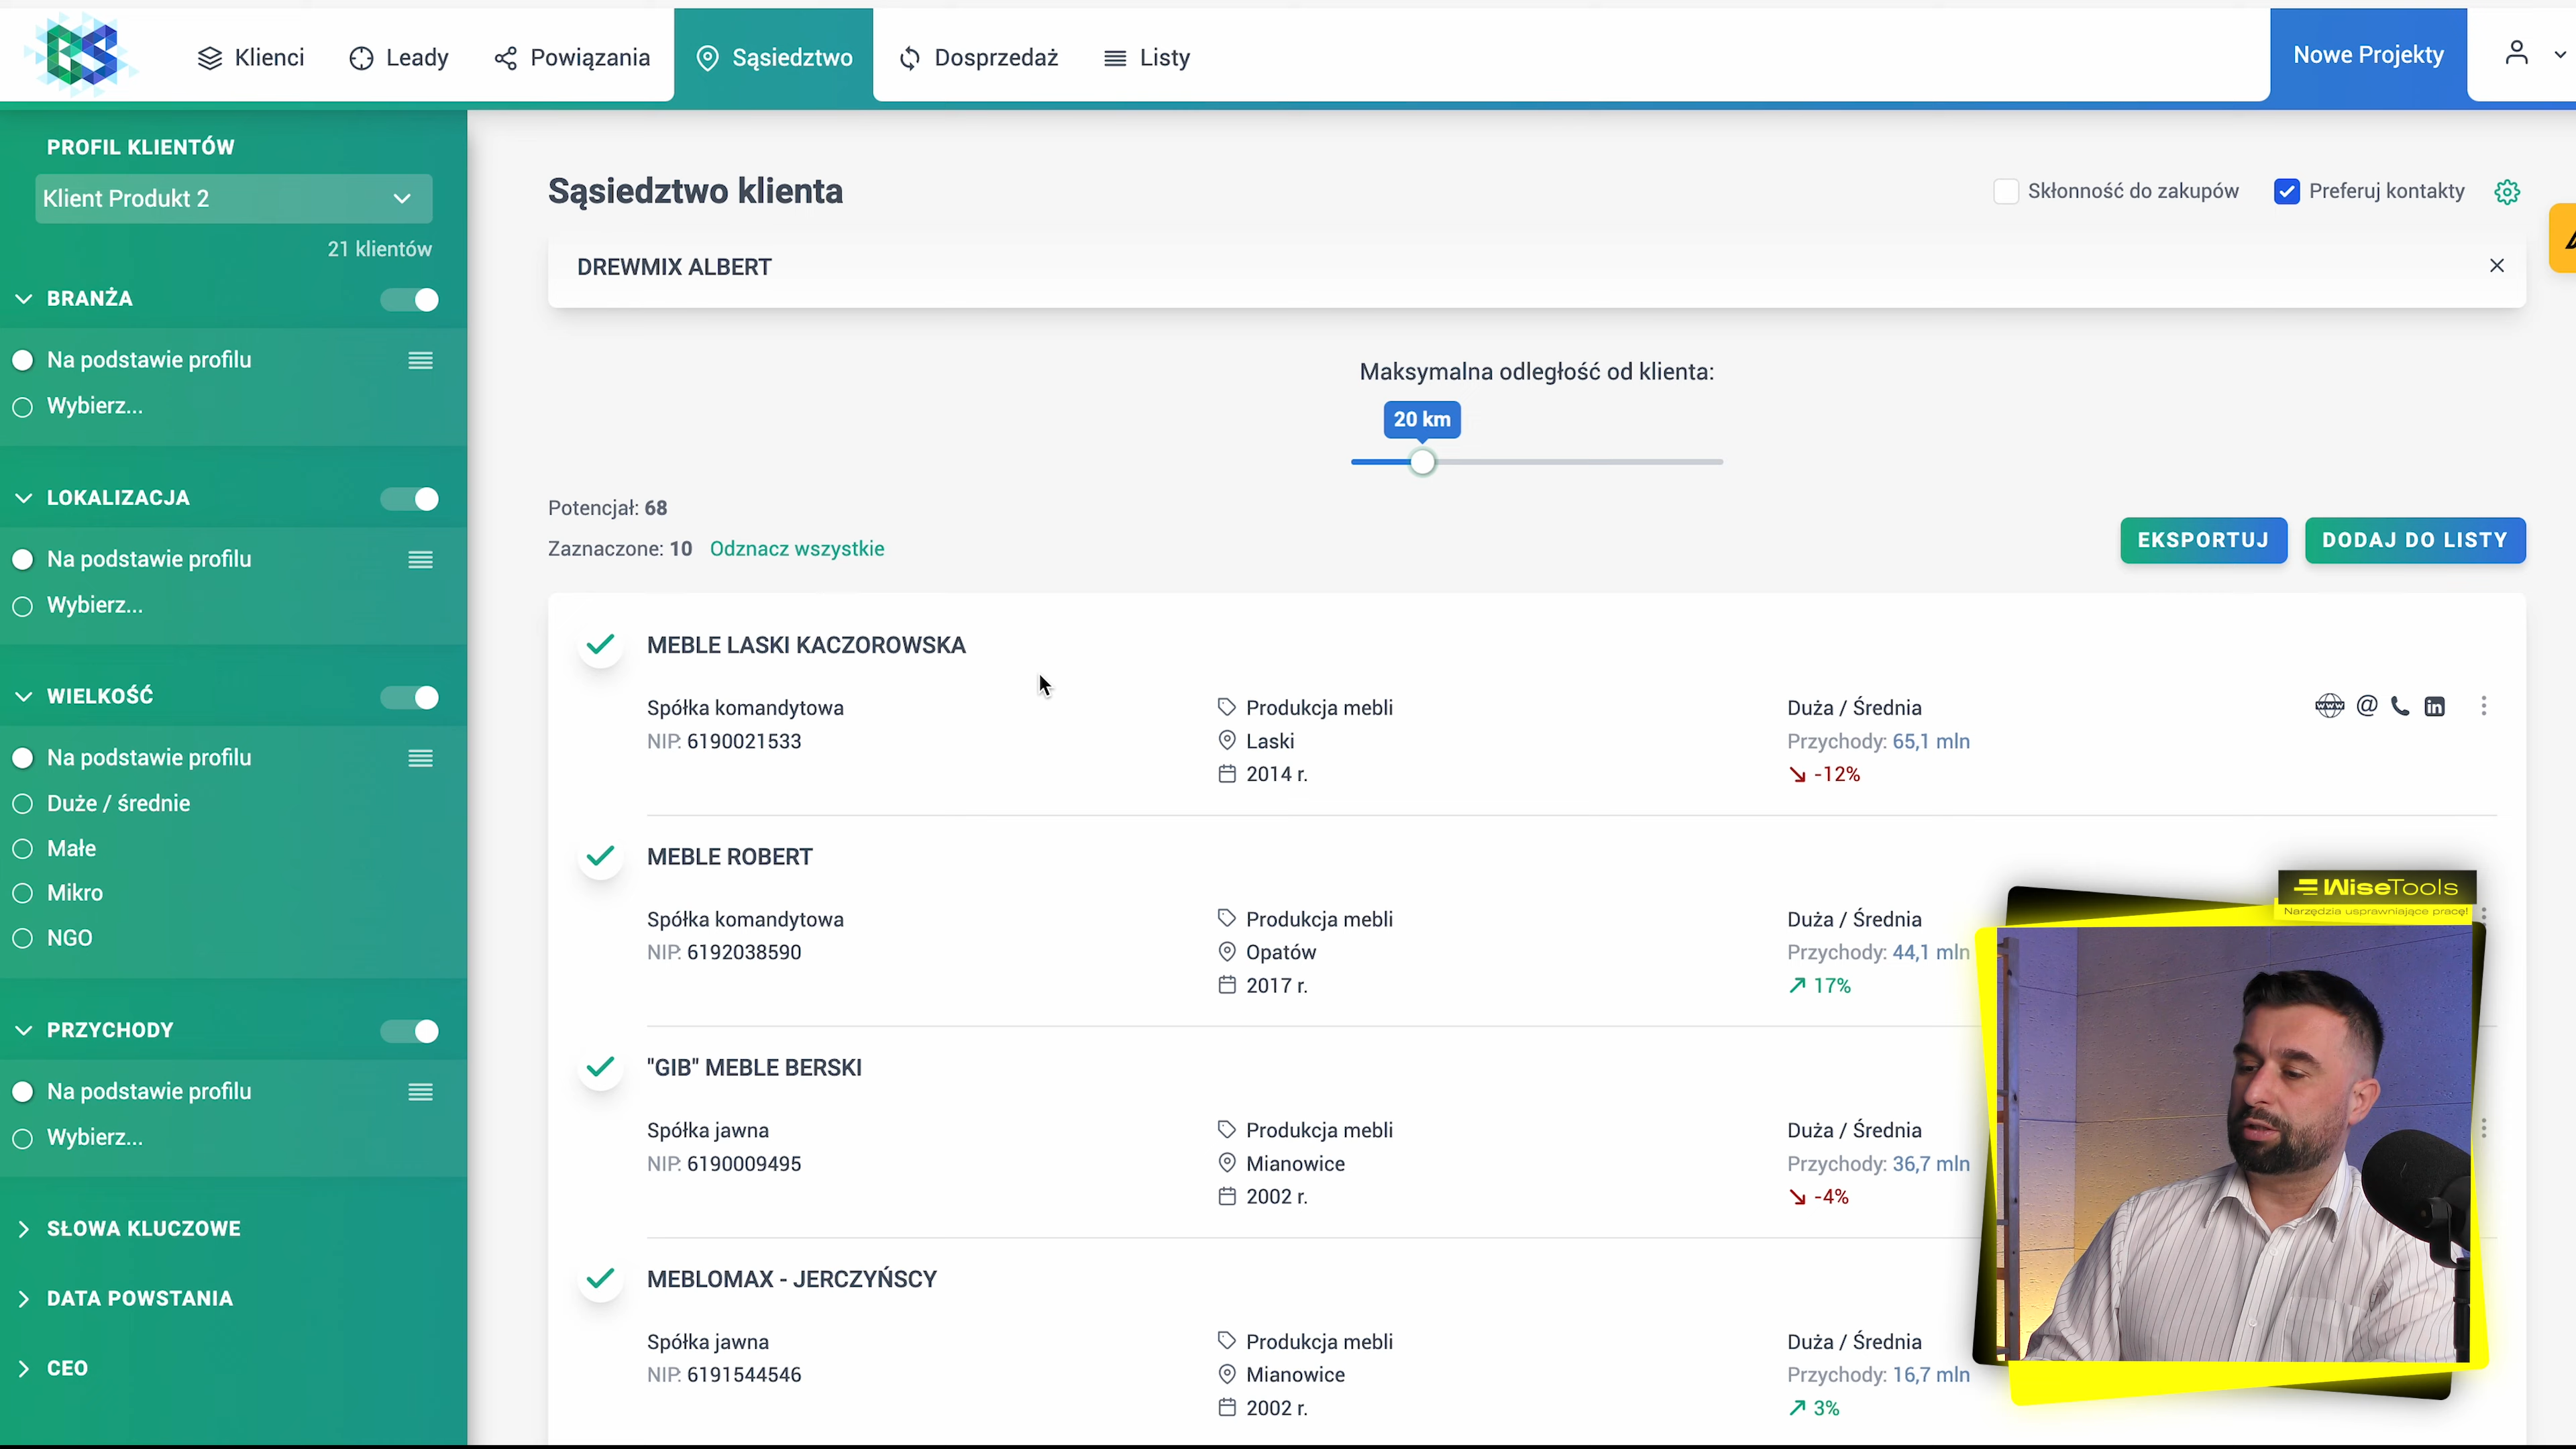 Klienci
Leady
Powiązania
Sąsiedztwo
Dosprzedaż
Listy
Nowe Projekty
PROFIL KLIENTÓW
Klient Produkt 2
21 klientów
BRANŻA
Na podstawie profilu
Wybierz...
LOKALIZACJA
Na podstawie profilu
Wybierz...
WIELKOŚĆ
Na podstawie profilu
Duże / średnie
Małe
Mikro
NGO
PRZYCHODY
Na podstawie profilu
Wybierz...
SŁOWA KLUCZOWE
DATA POWSTANIA
CEO
Sąsiedztwo klienta
Skłonność do zakupów
Preferuj kontakty
DREWMIX ALBERT
Maksymalna odległość od klienta:
20 km
Potencjał: 68
Zaznaczone: 10 Odznacz wszystkie
EKSPORTUJ
DODAJ DO LISTY
MEBLE LASKI KACZOROWSKA
Spółka komandytowa
NIP: 6190021533
Produkcja mebli
Laski
2014 r.
Duża / Średnia
Przychody: 65,1 mln
-12%
www
MEBLE ROBERT
Spółka komandytowa
NIP: 6192038590
Produkcja mebli
Opatów
2017 r.
Duża / Średnia
Przychody: 44,1 mln
17%
"GIB" MEBLE BERSKI
Spółka jawna
NIP: 6190009495
Produkcja mebli
Mianowice
2002 r.
Duża / Średnia
Przychody: 36,7 mln
-4%
MEBLOMAX - JERCZYŃSCY
Spółka jawna
NIP: 6191544546
Produkcja mebli
Mianowice
2002 r.
Duża / Średnia
Przychody: 16,7 mln
3%
WiseTools
Narzędzia usprawniające pracę!